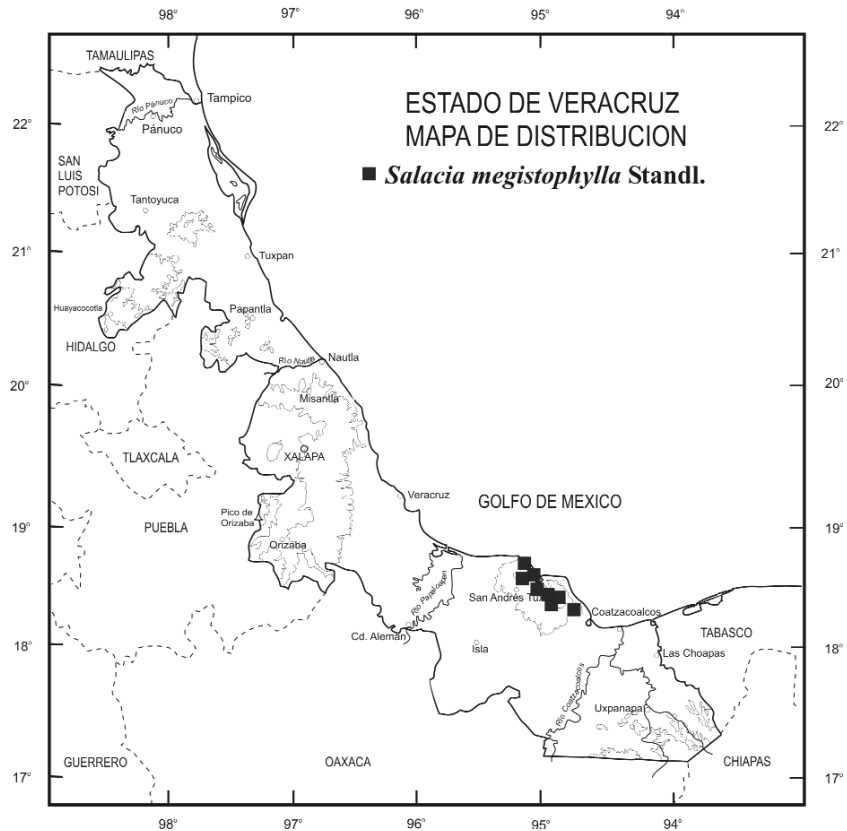 98° 97° 96° 95° 94°
TAMAULIPAS
Río Pánuco
Tampico
Pánuco
22° 22°
ESTADO DE VERACRUZ
MAPA DE DISTRIBUCION
Salacia megistophylla Standl.
SAN
LUIS
POTOSI
Tantoyuca
21° 21°
Tuxpan
Huayacocotla
Papantla
HIDALGO
Río Nautla
Nautla
20° 20°
Misantla
TLAXCALA
XALAPA
Veracruz
GOLFO DE MEXICO
Pico de
Orizaba
PUEBLA
19° 19°
Orizaba
Río Papaloapan
San Andrés Tux
Coatzacoalcos
Cd. Alemán
TABASCO
18° 18°
Isla
Las Choapas
Río Coatzacoalcos
Uxpanapa
GUERRERO
OAXACA
CHIAPAS
17° 17°
98° 97° 96° 95° 94°